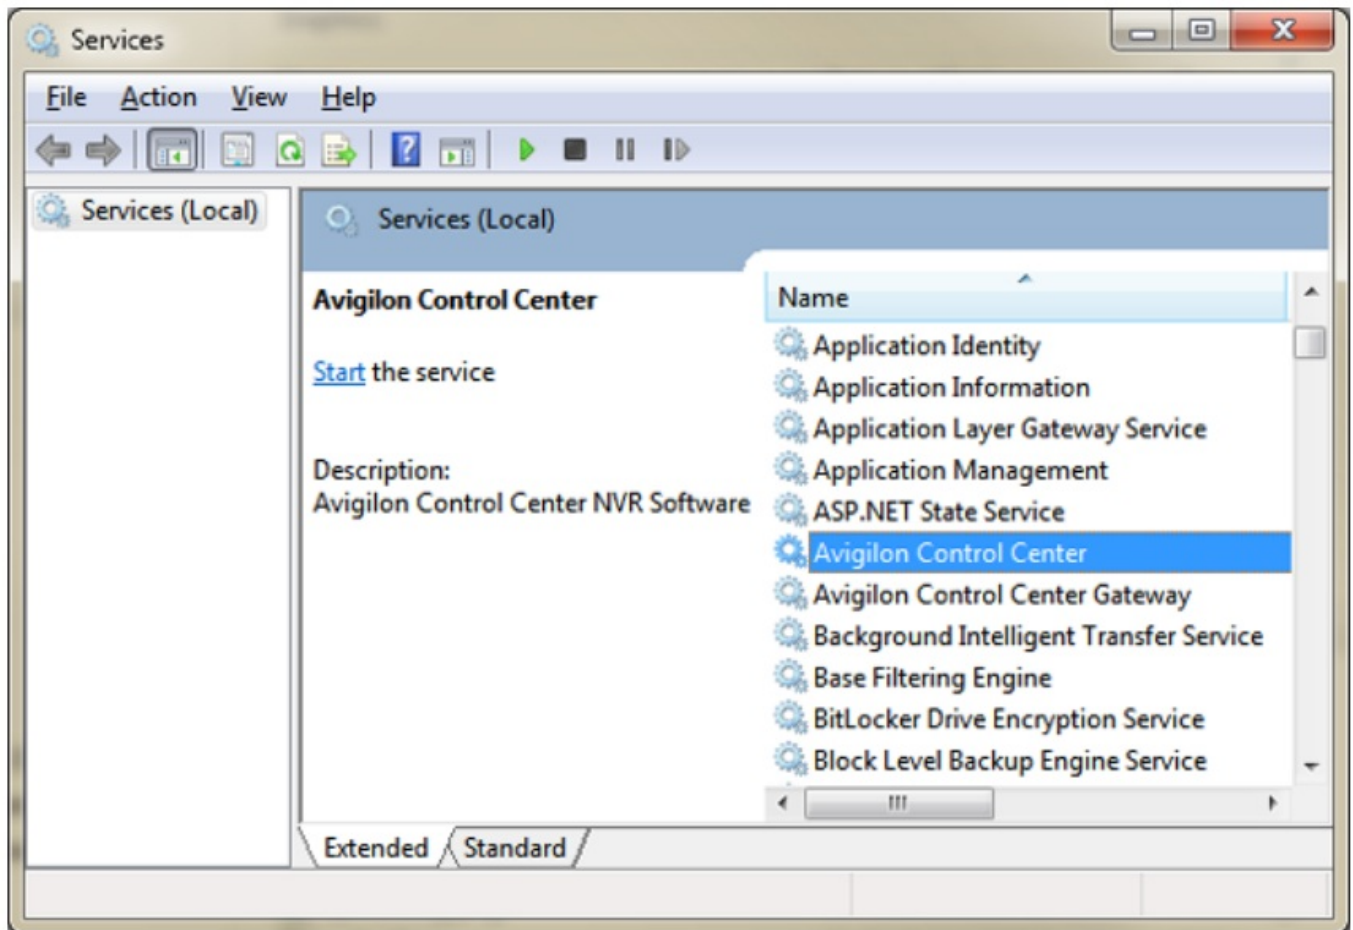 Services
File Action View Help
Services (Local)
Services (Local)
Avigilon Control Center
Start the service
Description:
Avigilon Control Center NVR Software
Name
Application Identity
Application Information
Application Layer Gateway Service
Application Management
ASP.NET State Service
Avigilon Control Center
Avigilon Control Center Gateway
Background Intelligent Transfer Service
Base Filtering Engine
BitLocker Drive Encryption Service
Block Level Backup Engine Service
Extended Standard